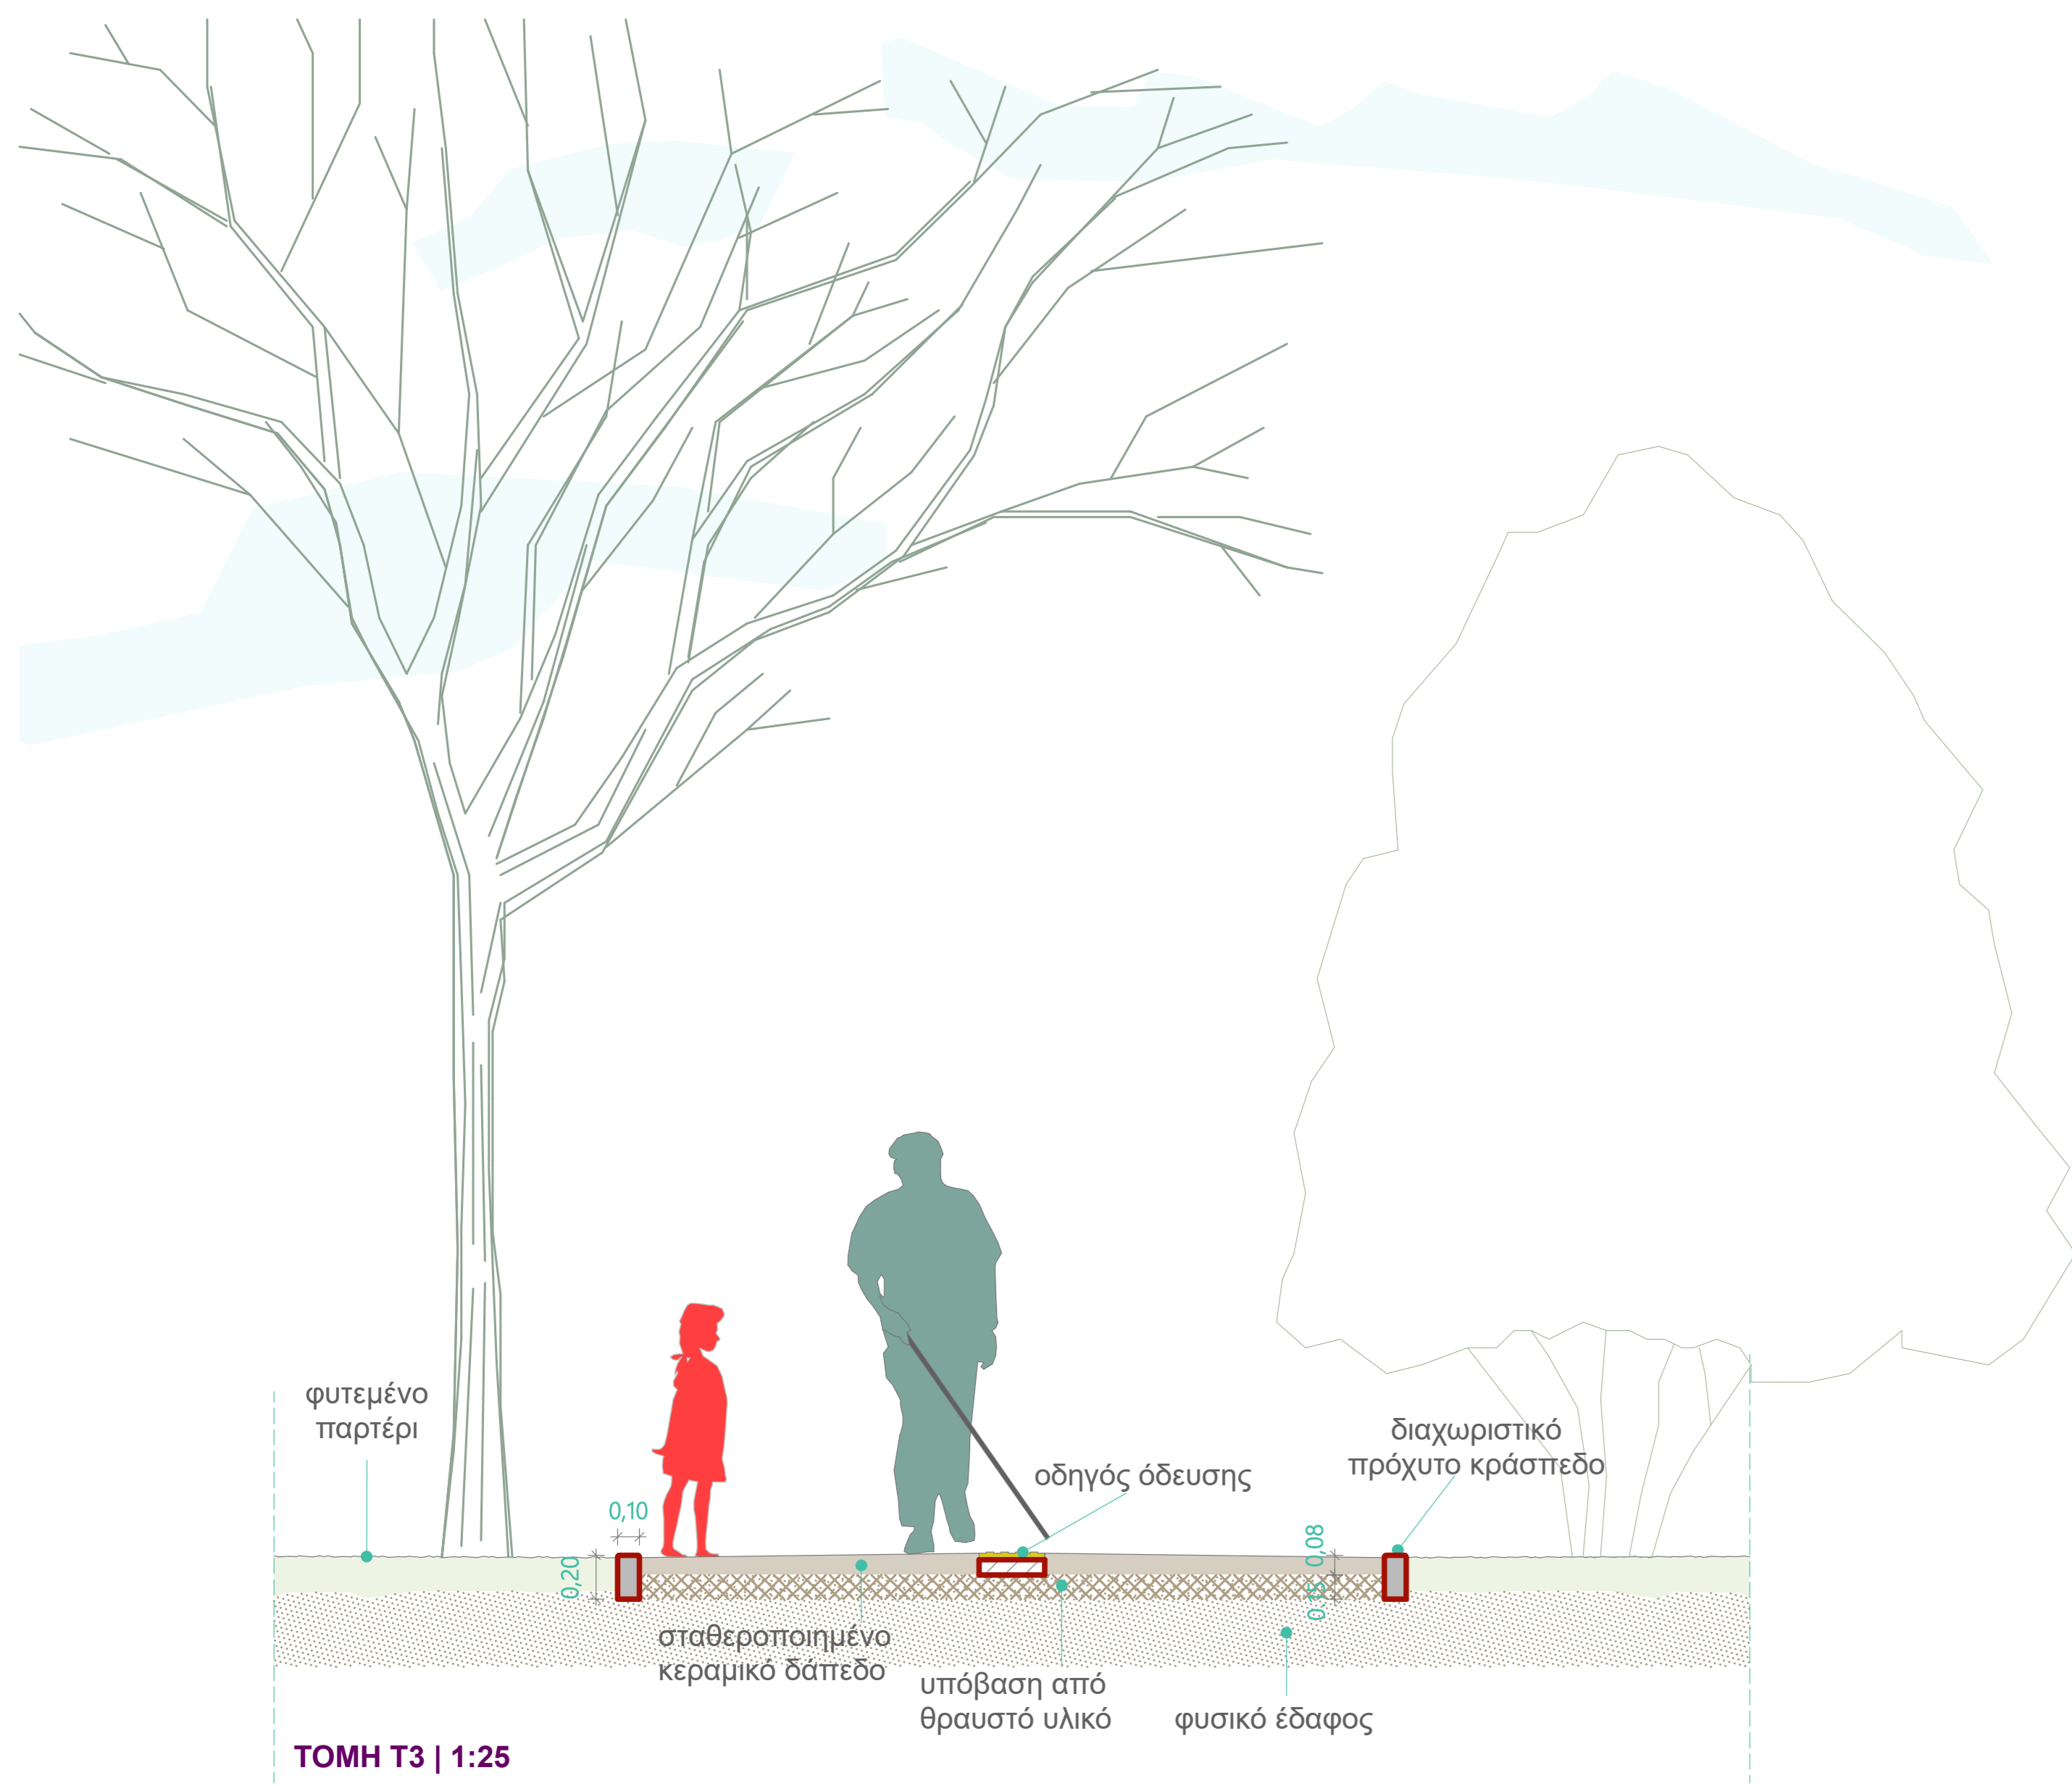 φυτεμένο
παρτέρι
διαχωριστικό
πρόχυτο κράσπεδο
οδηγός όδευσης
0,10
0,20
0,08
0.15
σταθεροποιημένο
κεραμικό δάπεδο
υπόβαση από
θραυστό υλικό
φυσικό έδαφος
ΤΟΜΗ Τ3 | 1:25